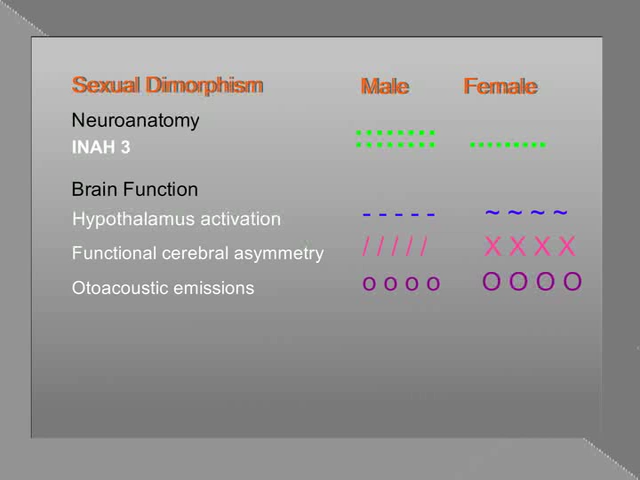 Sexual Dimorphism Male Female
Neuroanatomy
INAH 3 :::::::: .........
Brain Function
Hypothalamus activation - - - - - ~ ~ ~ ~
Functional cerebral asymmetry / / / / / X X X X
Otoacoustic emissions o o o o O O O O